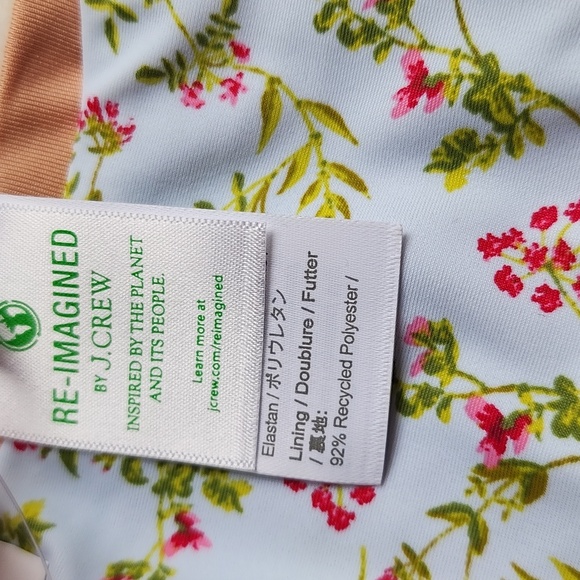 RE-IMAGINED
BY J.CREW
INSPIRED BY THE PLANET
AND ITS PEOPLE.
Learn more at
jcrew.com/reimagined
Elastan / ポリウレタン
Lining / Doublure / Futter
/ 裏地:
92% Recycled Polyester /